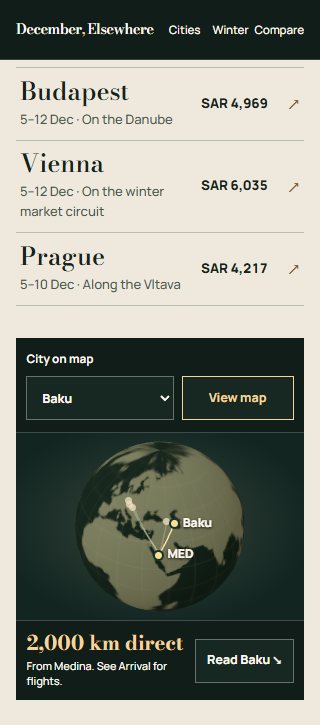 December, Elsewhere Cities Winter Compare
Budapest
SAR 4,969 ↗
5–12 Dec · On the Danube
Vienna
SAR 6,035 ↗
5–12 Dec · On the winter
market circuit
Prague
SAR 4,217 ↗
5–10 Dec · Along the Vltava
City on map
Baku
View map
Baku
MED
2,000 km direct
From Medina. See Arrival for
flights.
Read Baku ↘